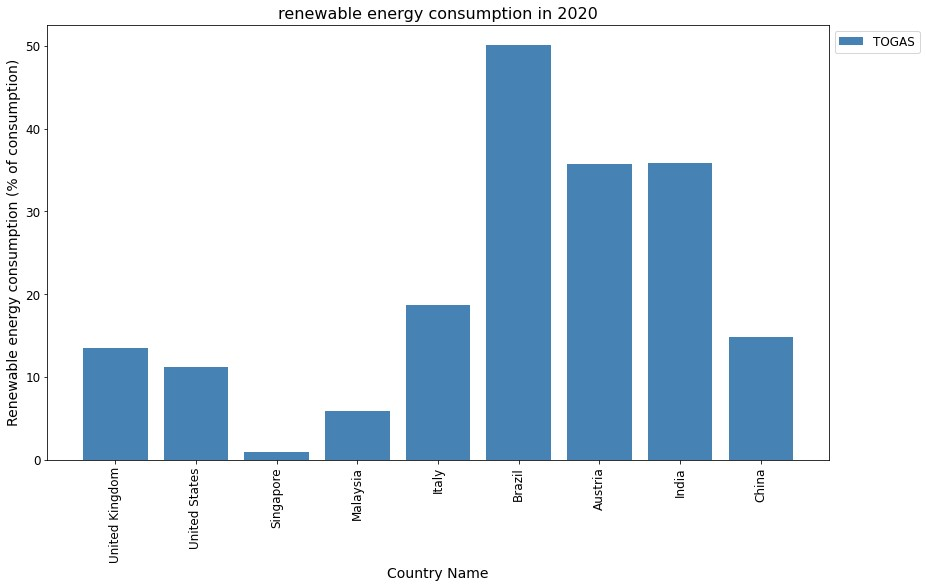 renewable energy consumption in 2020
TOGAS
Renewable energy consumption (% of consumption)
50
40
30
20
10
0
United Kingdom
United States
Singapore
Malaysia
Italy
Brazil
Austria
India
China
Country Name